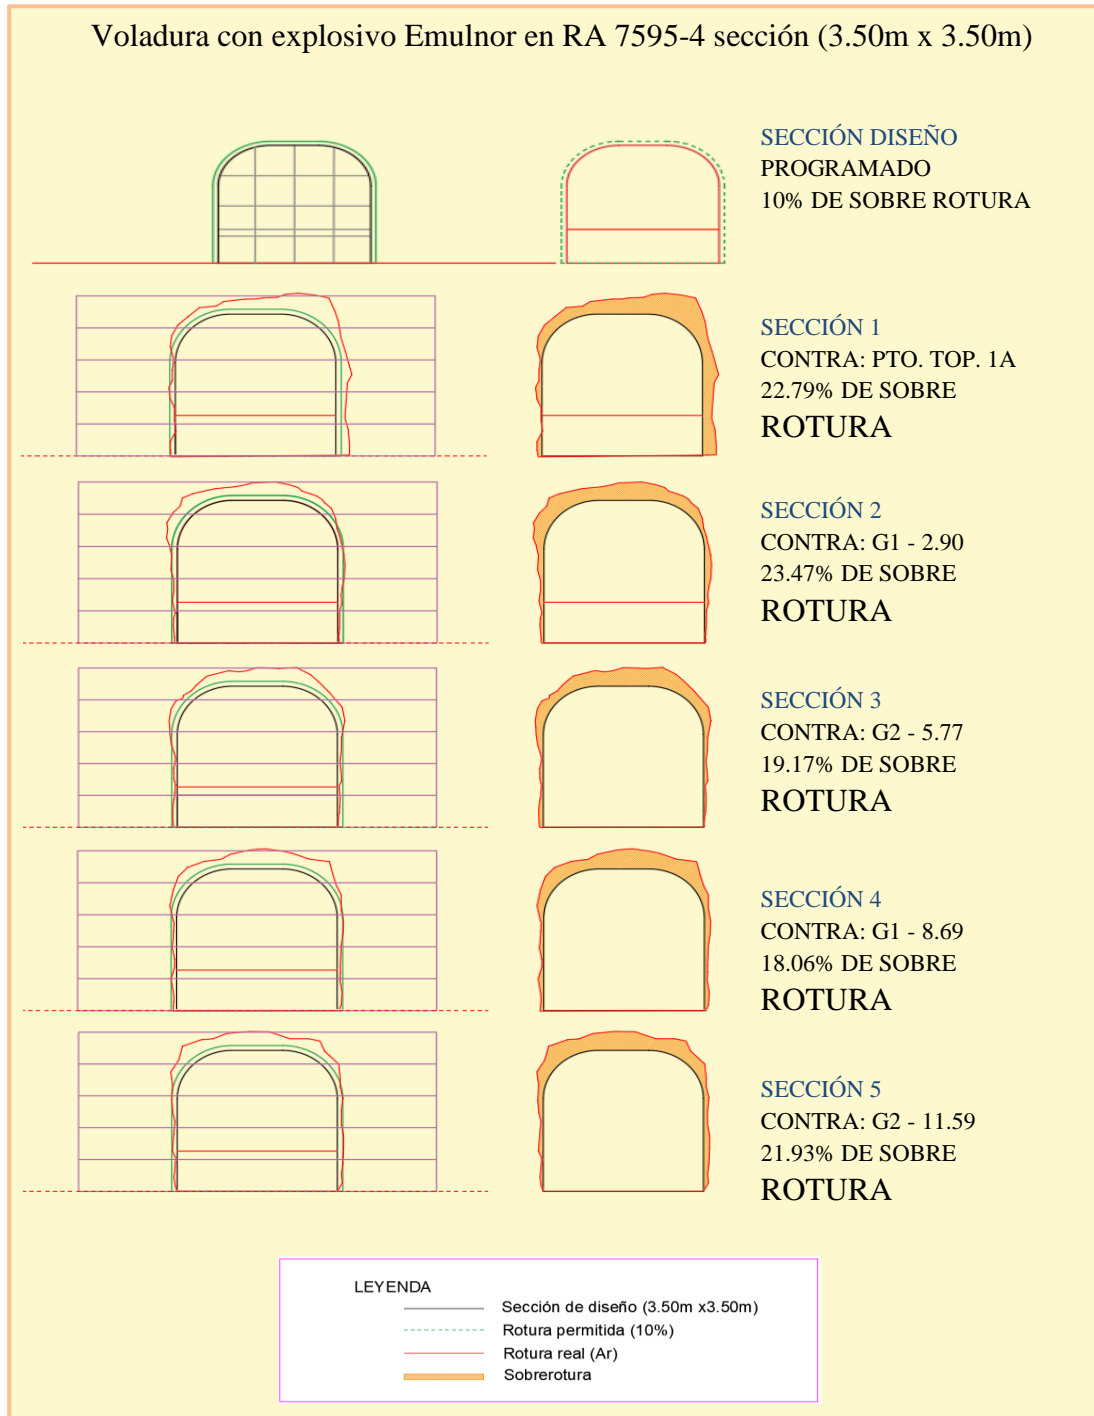 Voladura con explosivo Emulnor en RA 7595-4 sección (3.50m x 3.50m)
SECCIÓN DISEÑO
PROGRAMADO
10% DE SOBRE ROTURA
SECCIÓN 1
CONTRA: PTO. TOP. 1A
22.79% DE SOBRE
ROTURA
SECCIÓN 2
CONTRA: G1 - 2.90
23.47% DE SOBRE
ROTURA
SECCIÓN 3
CONTRA: G2 - 5.77
19.17% DE SOBRE
ROTURA
SECCIÓN 4
CONTRA: G1 - 8.69
18.06% DE SOBRE
ROTURA
SECCIÓN 5
CONTRA: G2 - 11.59
21.93% DE SOBRE
ROTURA
LEYENDA
Sección de diseño (3.50m x3.50m)
Rotura permitida (10%)
Rotura real (Ar)
Sobrerotura